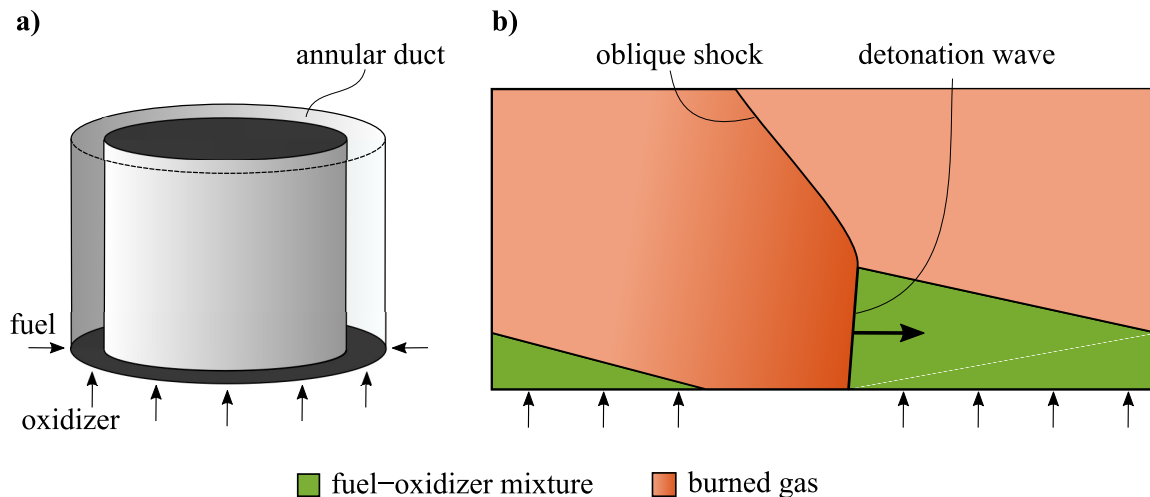 a)
annular duct
fuel
oxidizer
b)
oblique shock
detonation wave
fuel−oxidizer mixture
burned gas